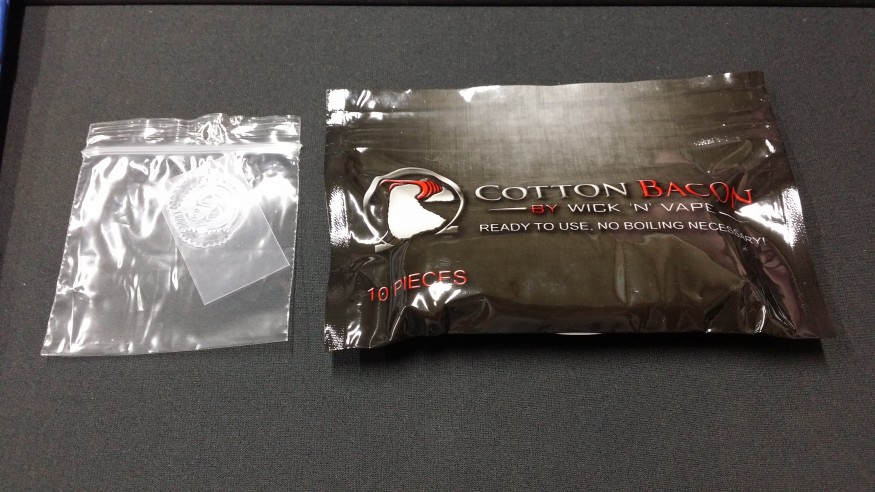 COTTON BACON
BY WICK 'N' VAPE
READY TO USE, NO BOILING NECESSARY!
10 PIECES